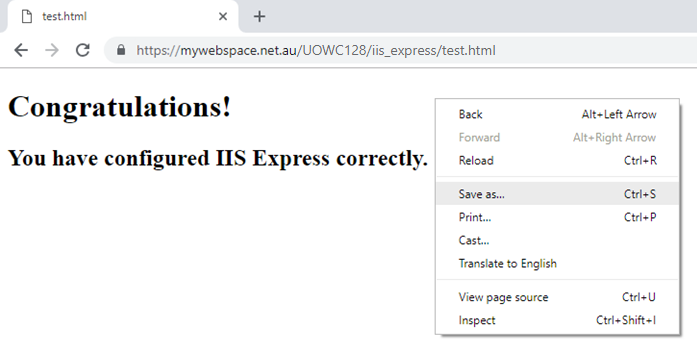 test.html
https://mywebspace.net.au/UOWC128/iis_express/test.html
Congratulations!
You have configured IIS Express correctly.
Back Alt+Left Arrow
Forward Alt+Right Arrow
Reload Ctrl+R
Save as... Ctrl+S
Print... Ctrl+P
Cast...
Translate to English
View page source Ctrl+U
Inspect Ctrl+Shift+I